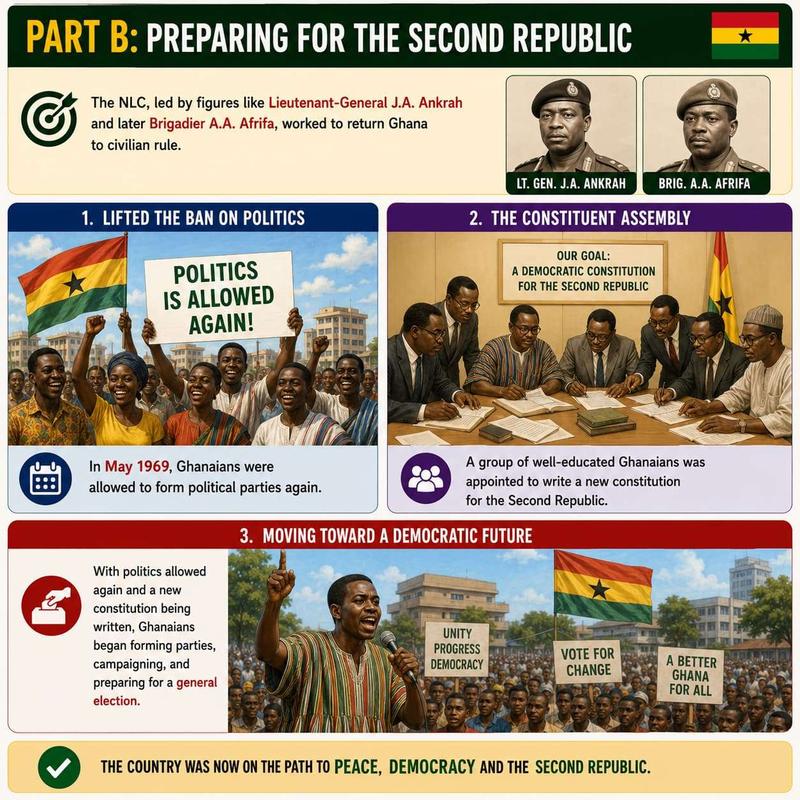 PART B: PREPARING FOR THE SECOND REPUBLIC
The NLC, led by figures like Lieutenant-General J.A. Ankrah
and later Brigadier A.A. Afrifa, worked to return Ghana
to civilian rule.
LT. GEN. J.A. ANKRAH
BRIG. A.A. AFRIFA
1. LIFTED THE BAN ON POLITICS
POLITICS
IS ALLOWED
AGAIN!
In May 1969, Ghanaians were
allowed to form political parties again.
2. THE CONSTITUENT ASSEMBLY
OUR GOAL:
A DEMOCRATIC CONSTITUTION
FOR THE SECOND REPUBLIC
A group of well-educated Ghanaians was
appointed to write a new constitution
for the Second Republic.
3. MOVING TOWARD A DEMOCRATIC FUTURE
With politics allowed
again and a new
constitution being
written, Ghanaians
began forming parties,
campaigning, and
preparing for a general
election.
UNITY
PROGRESS
DEMOCRACY
VOTE FOR
CHANGE
A BETTER
GHANA
FOR ALL
THE COUNTRY WAS NOW ON THE PATH TO PEACE, DEMOCRACY AND THE SECOND REPUBLIC.